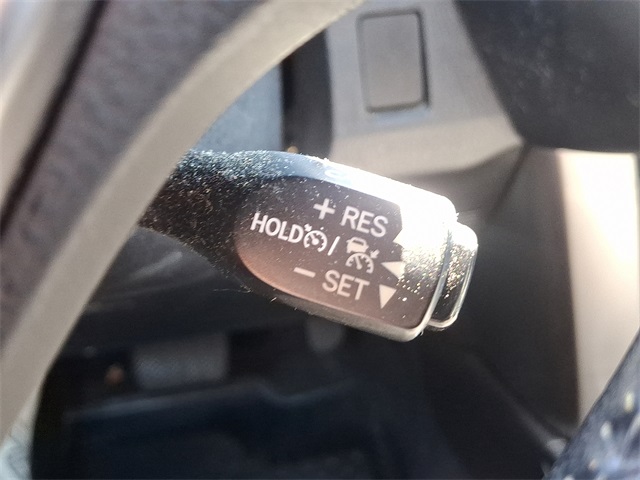 + RES
HOLD /
− SET